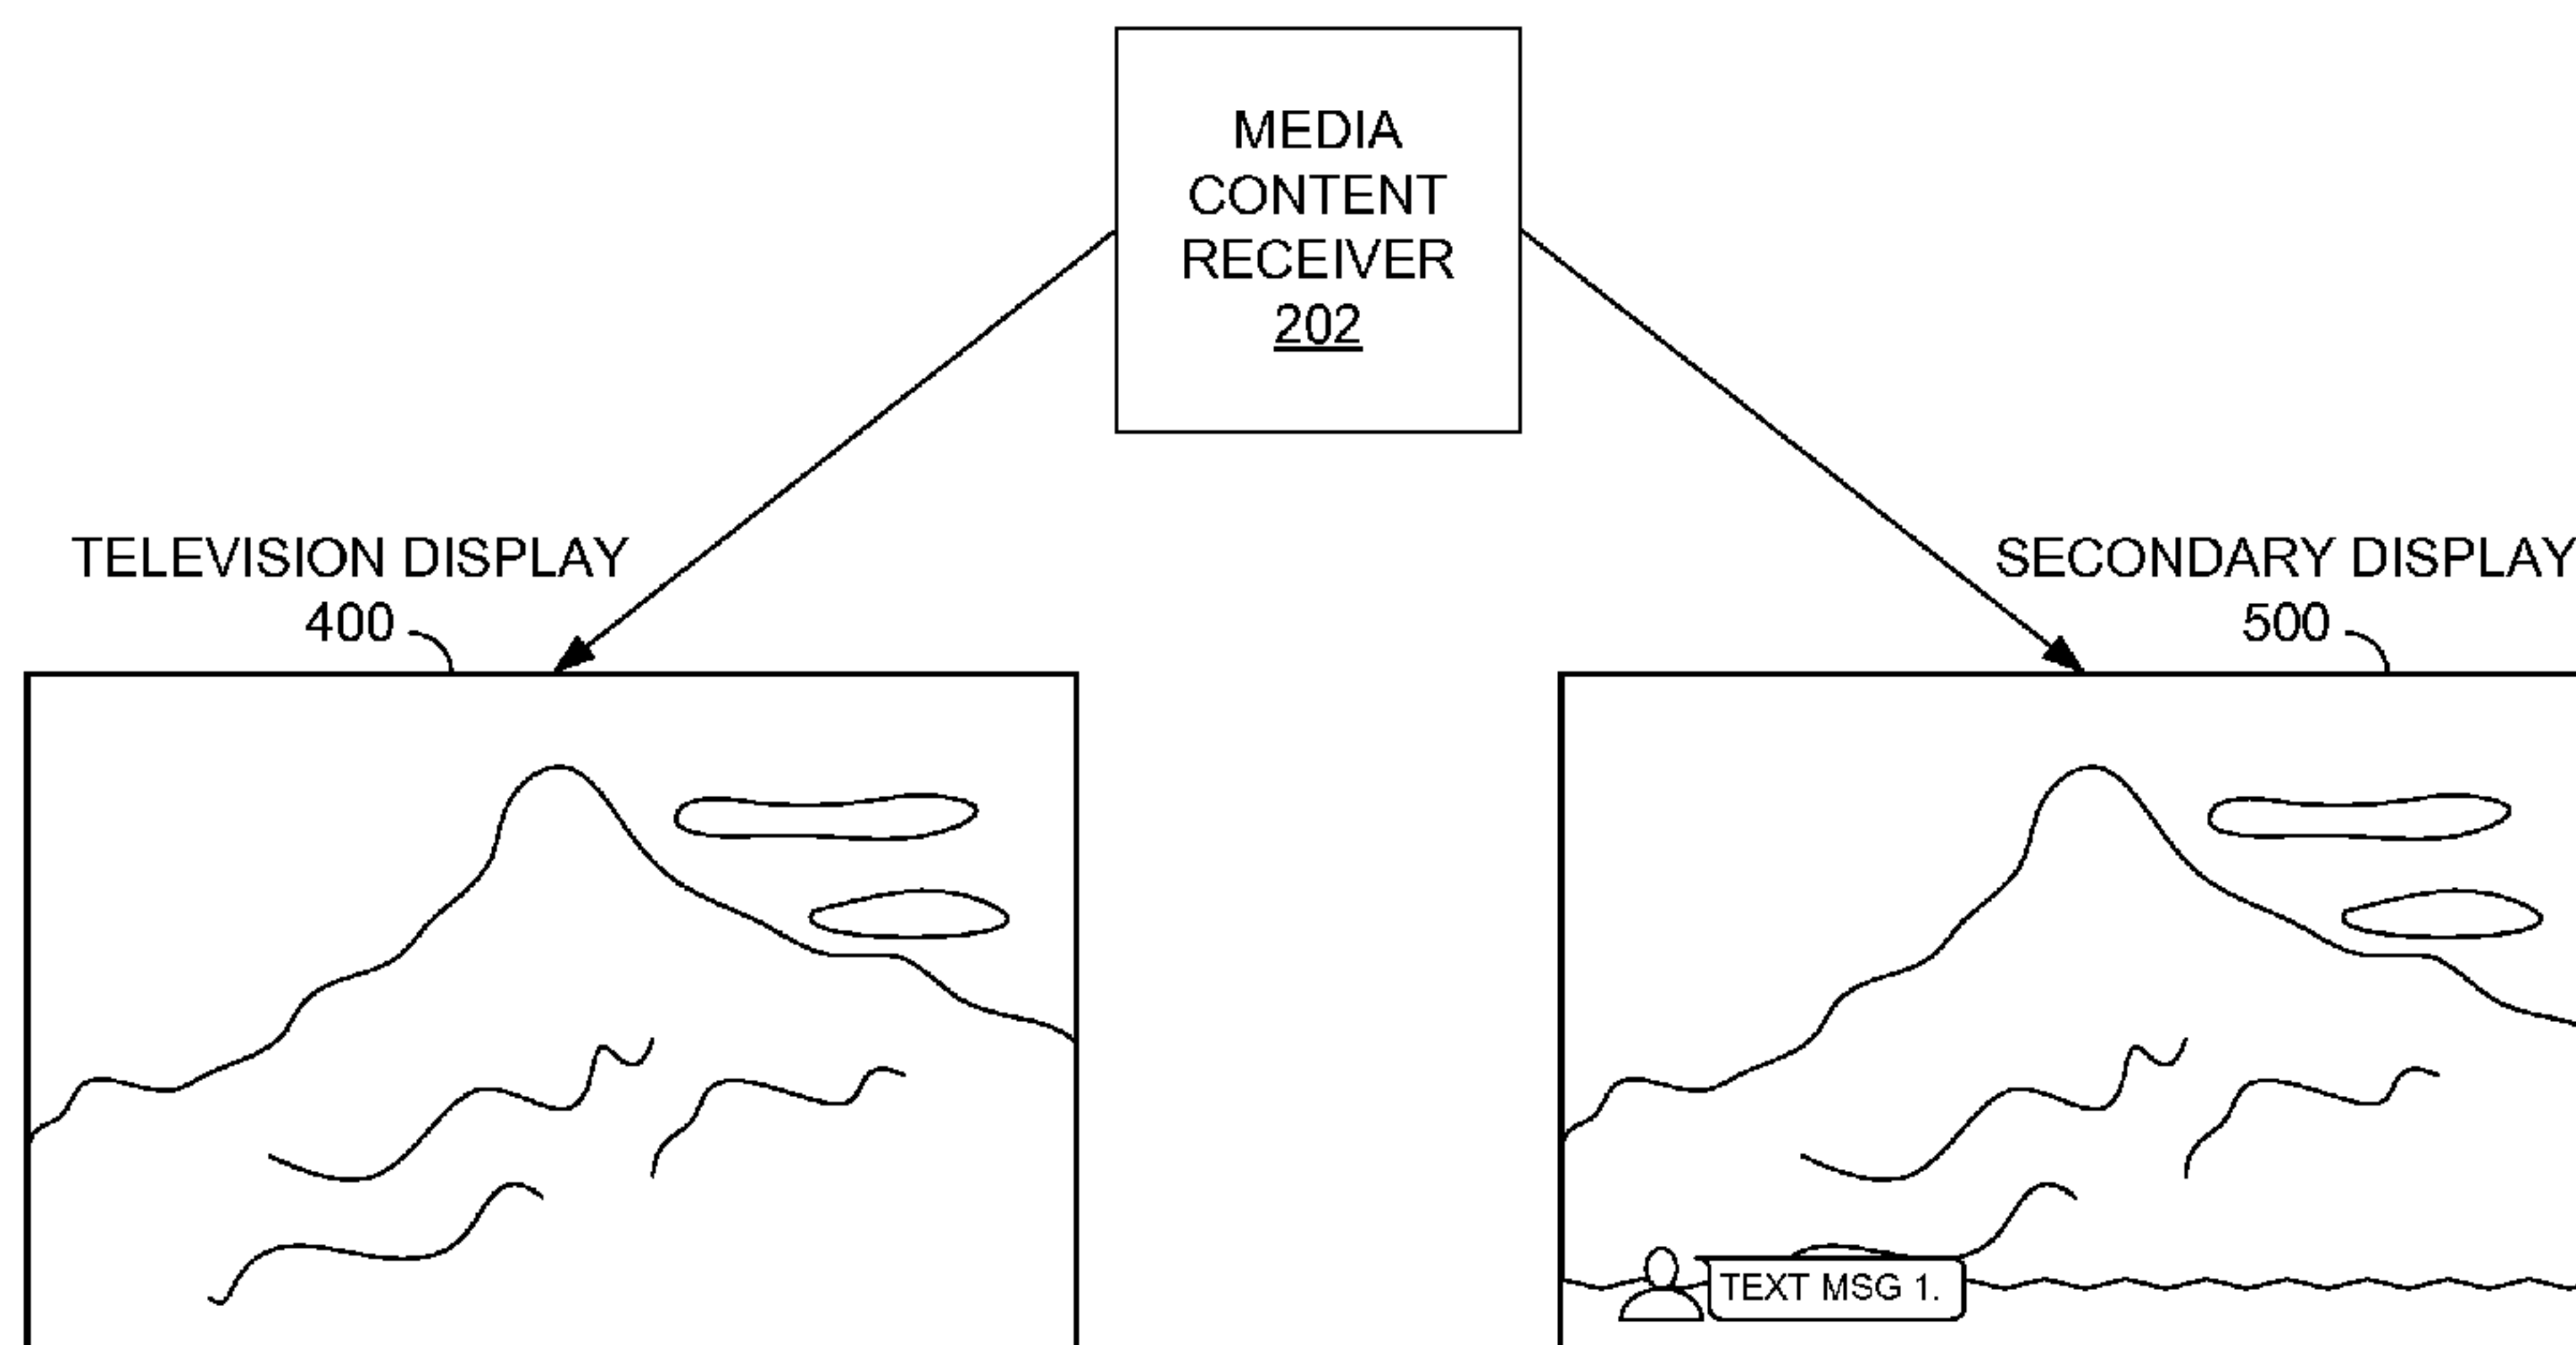 MEDIA
CONTENT
RECEIVER
202
TELEVISION DISPLAY
400
SECONDARY DISPLAY
500
TEXT MSG 1.